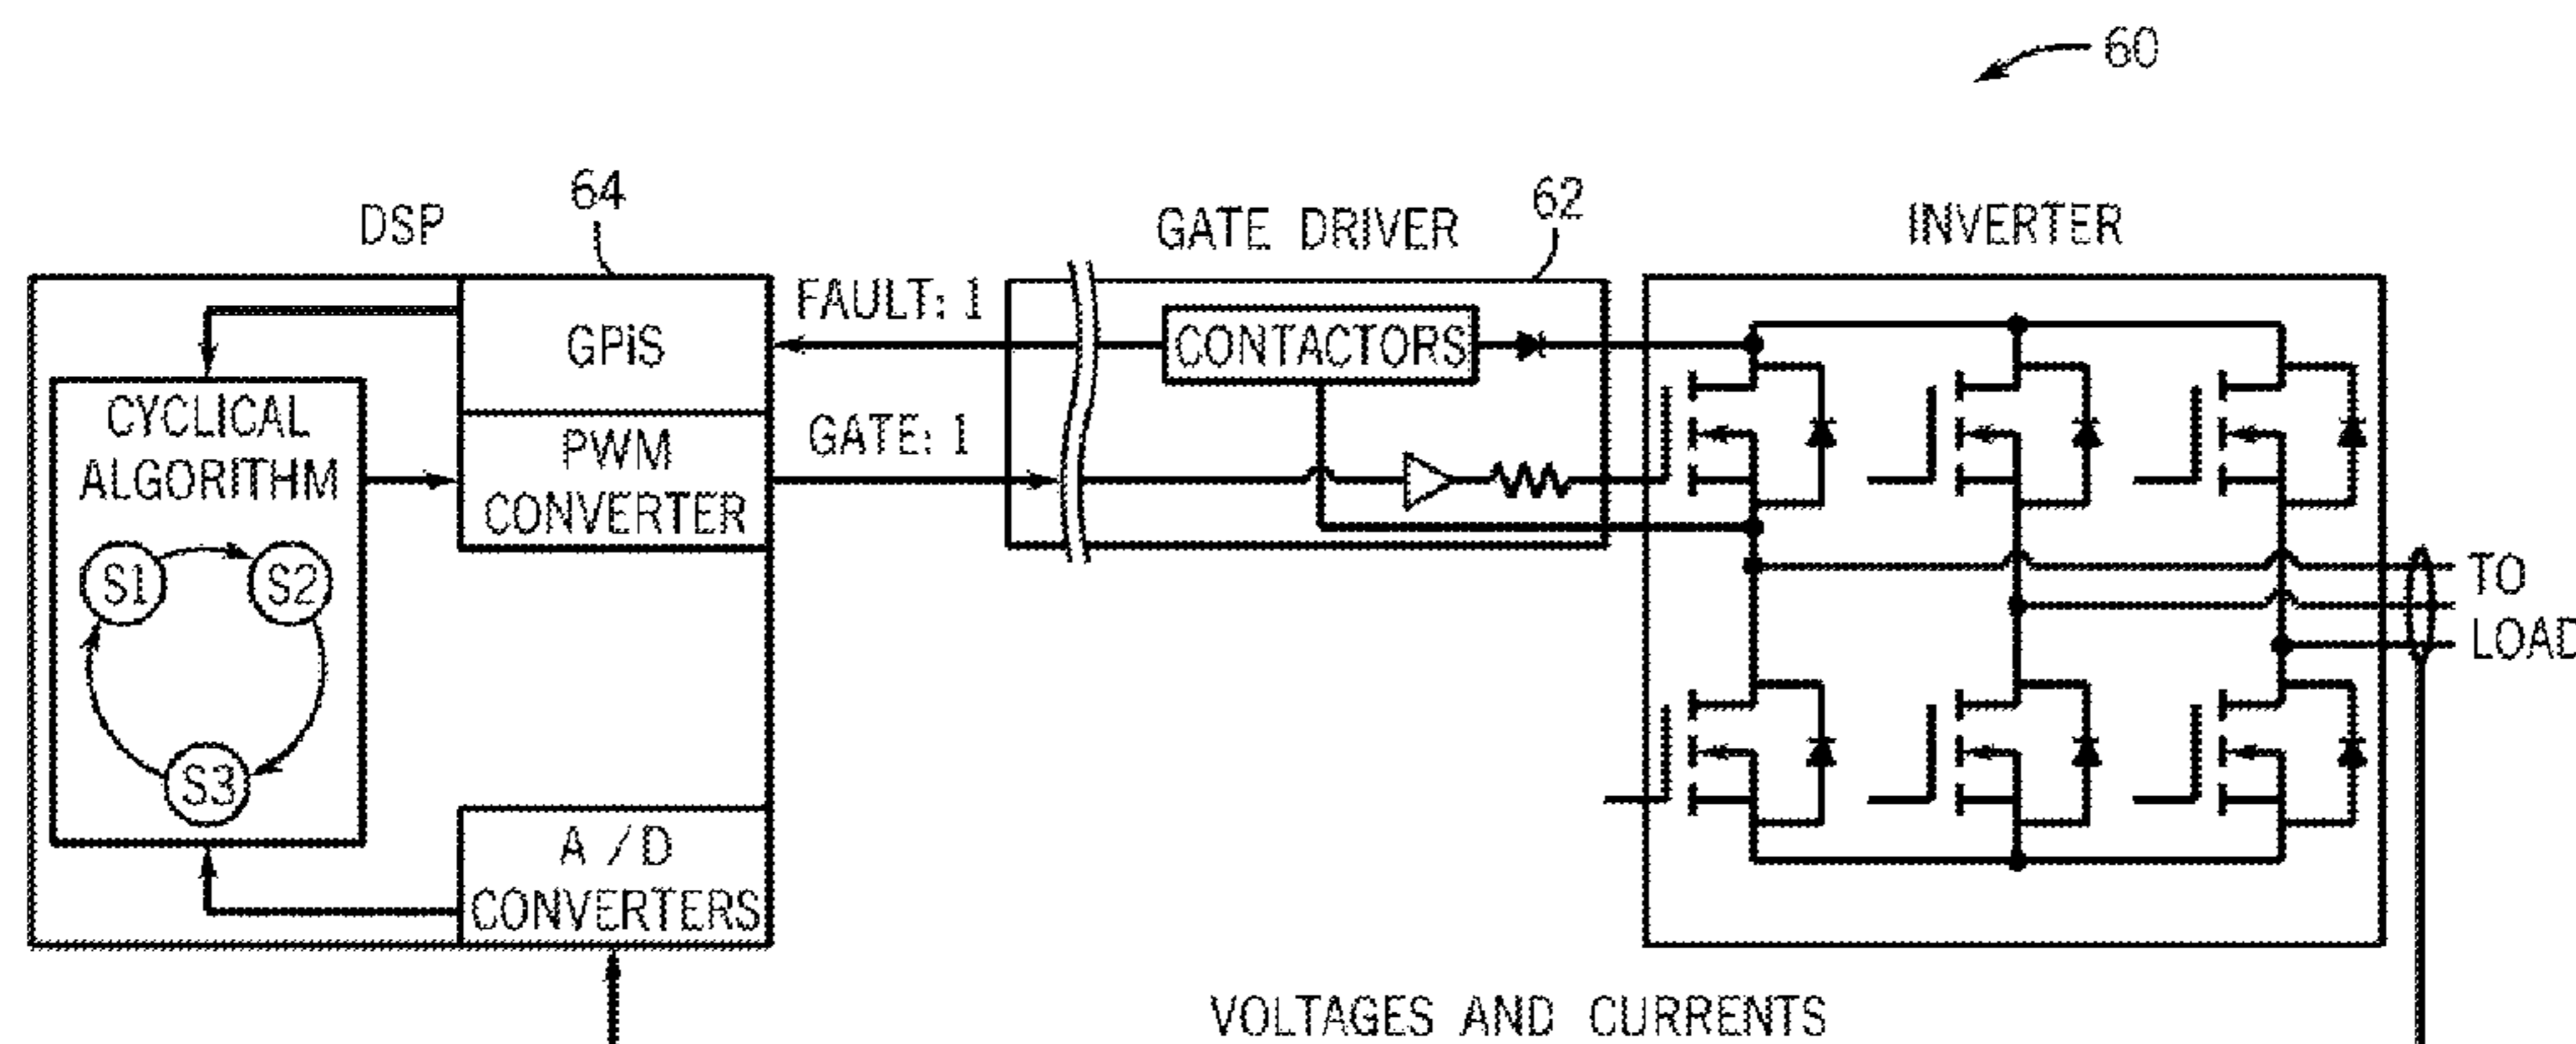 60
DSP
64
GATE DRIVER
62
INVERTER
FAULT: 1
GPiS
CONTACTORS
CYCLICAL
ALGORITHM
PWM
CONVERTER
GATE: 1
S1
S2
S3
TO
LOAD
A/D
CONVERTERS
VOLTAGES AND CURRENTS